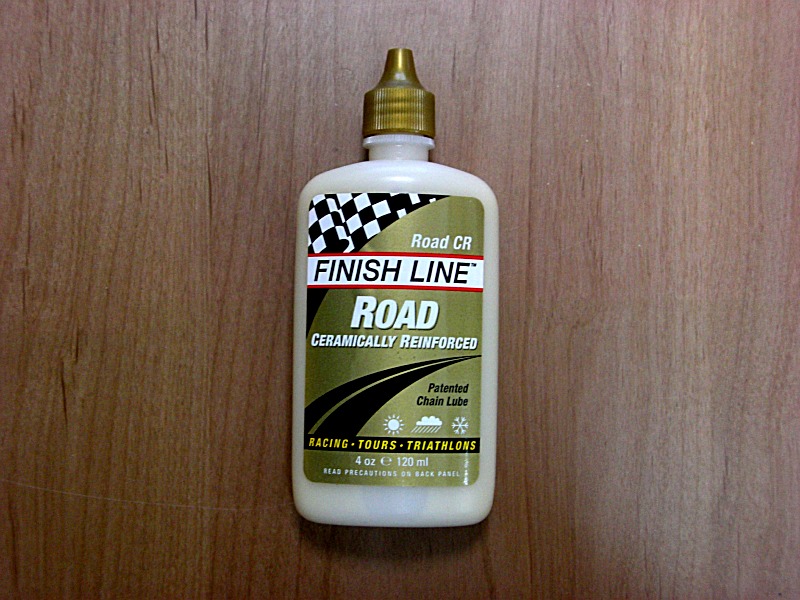 Road CR
FINISH LINE™
ROAD
CERAMICALLY REINFORCED
Patented
Chain Lube
RACING • TOURS • TRIATHLONS
4 oz ℮ 120 ml
READ PRECAUTIONS ON BACK PANEL